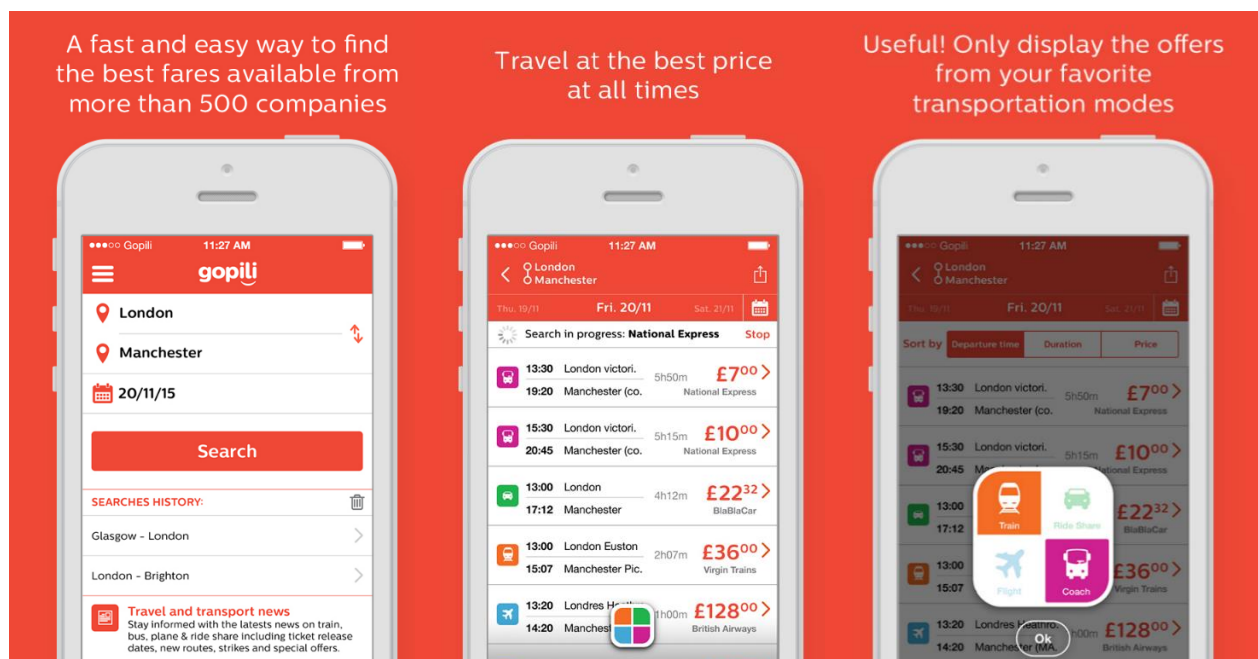 A fast and easy way to find
the best fares available from
more than 500 companies
Gopili 11:27 AM
gopili
London
Manchester
20/11/15
Search
SEARCHES HISTORY:
Glasgow - London
London - Brighton
Travel and transport news
Stay informed with the latests news on train,
bus, plane & ride share including ticket release
dates, new routes, strikes and special offers.
Travel at the best price
at all times
Gopili 11:27 AM
London
Manchester
Thu. 19/11 Fri. 20/11 Sat. 21/11
Search in progress: National Express Stop
13:30 London victori. 5h50m £7⁰⁰
19:20 Manchester (co. National Express
15:30 London victori. 5h15m £10⁰⁰
20:45 Manchester (co. National Express
13:00 London 4h12m £22³²
17:12 Manchester BlaBlaCar
13:00 London Euston 2h07m £36⁰⁰
15:07 Manchester Pic. Virgin Trains
13:20 Londres 1h00m £128⁰⁰
14:20 British Airways
Useful! Only display the offers
from your favorite
transportation modes
Gopili 11:27 AM
London
Manchester
Thu. 19/11 Fri. 20/11 Sat. 21/11
Sort by Departure time Duration Price
13:30 London victori. 5h50m £7⁰⁰
19:20 Manchester (co. National Express
15:30 London victori. 5h15m £10⁰⁰
20:45 National Express
13:00 £22³²
17:12 BlaBlaCar
13:00 £36⁰⁰
15:07 Virgin Trains
Train Ride Share
Flight Coach
13:20 Londres Heathro. £128⁰⁰
14:20 Manchester (MA. British Airways
Ok